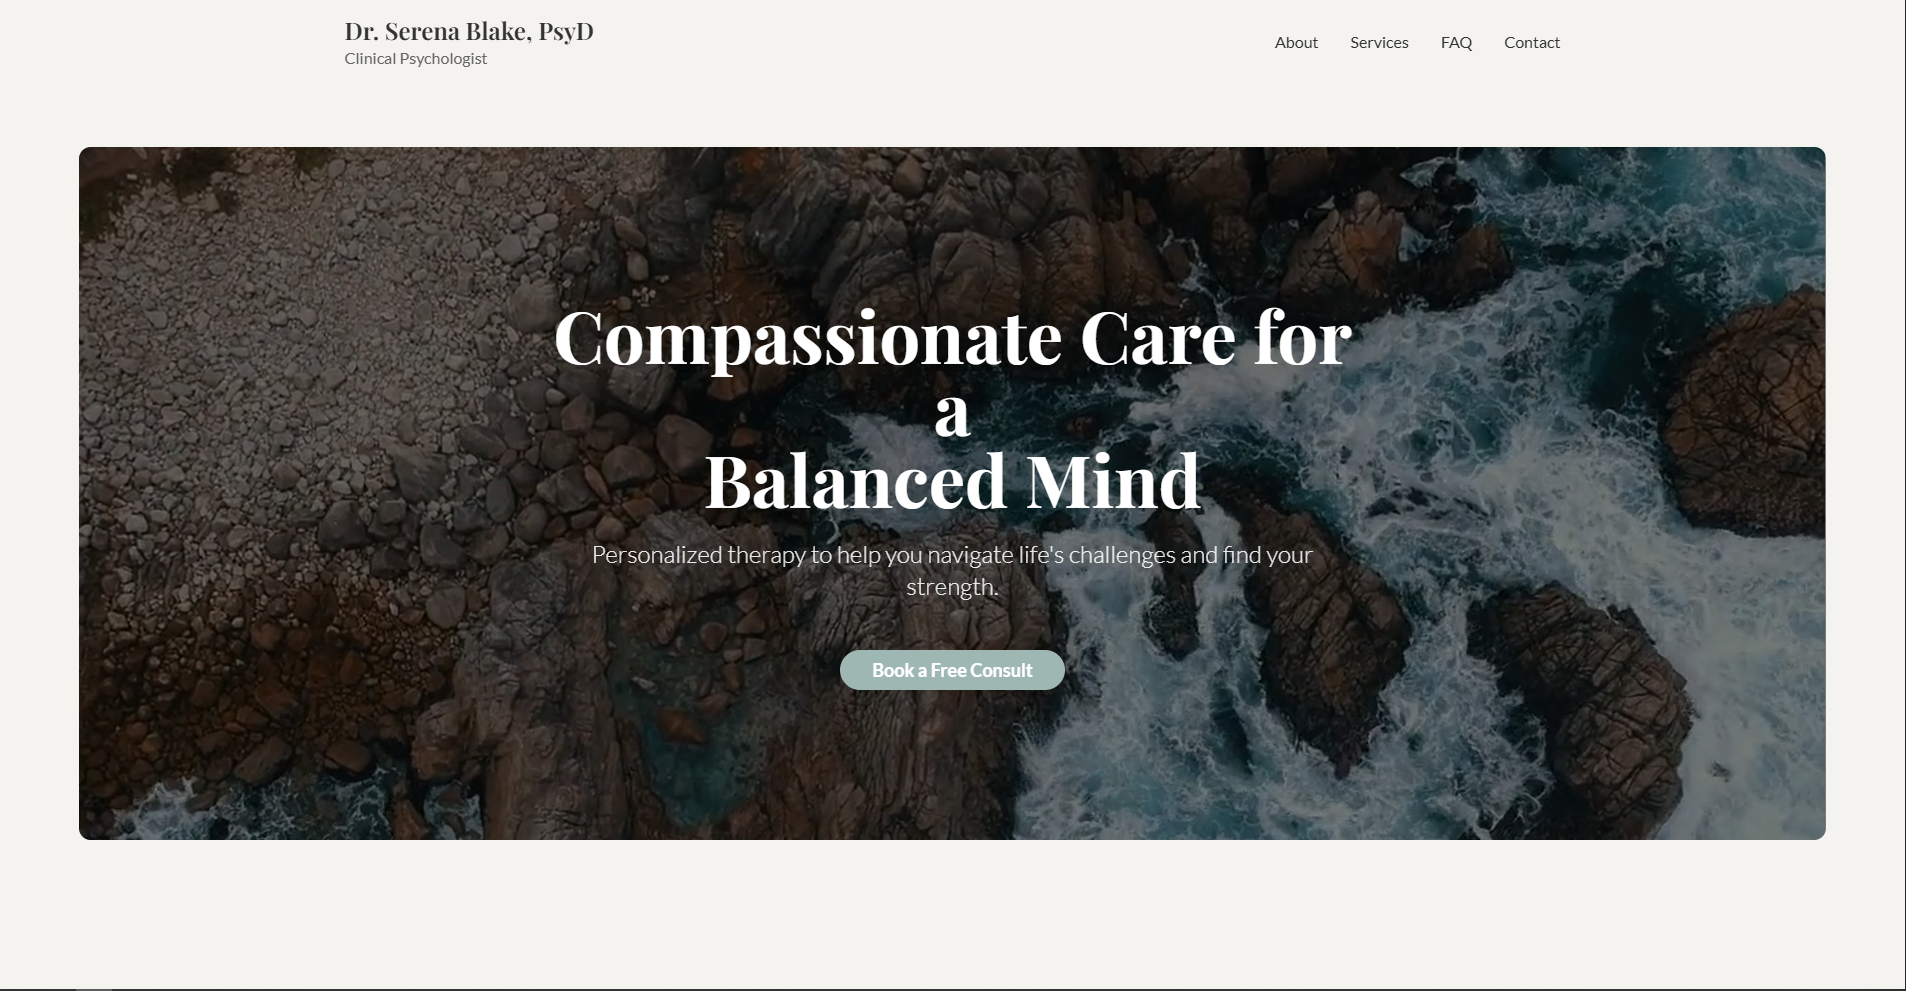 Dr. Serena Blake, PsyD
Clinical Psychologist
About
Services
FAQ
Contact
Compassionate Care for
a
Balanced Mind
Personalized therapy to help you navigate life's challenges and find your
strength.
Book a Free Consult